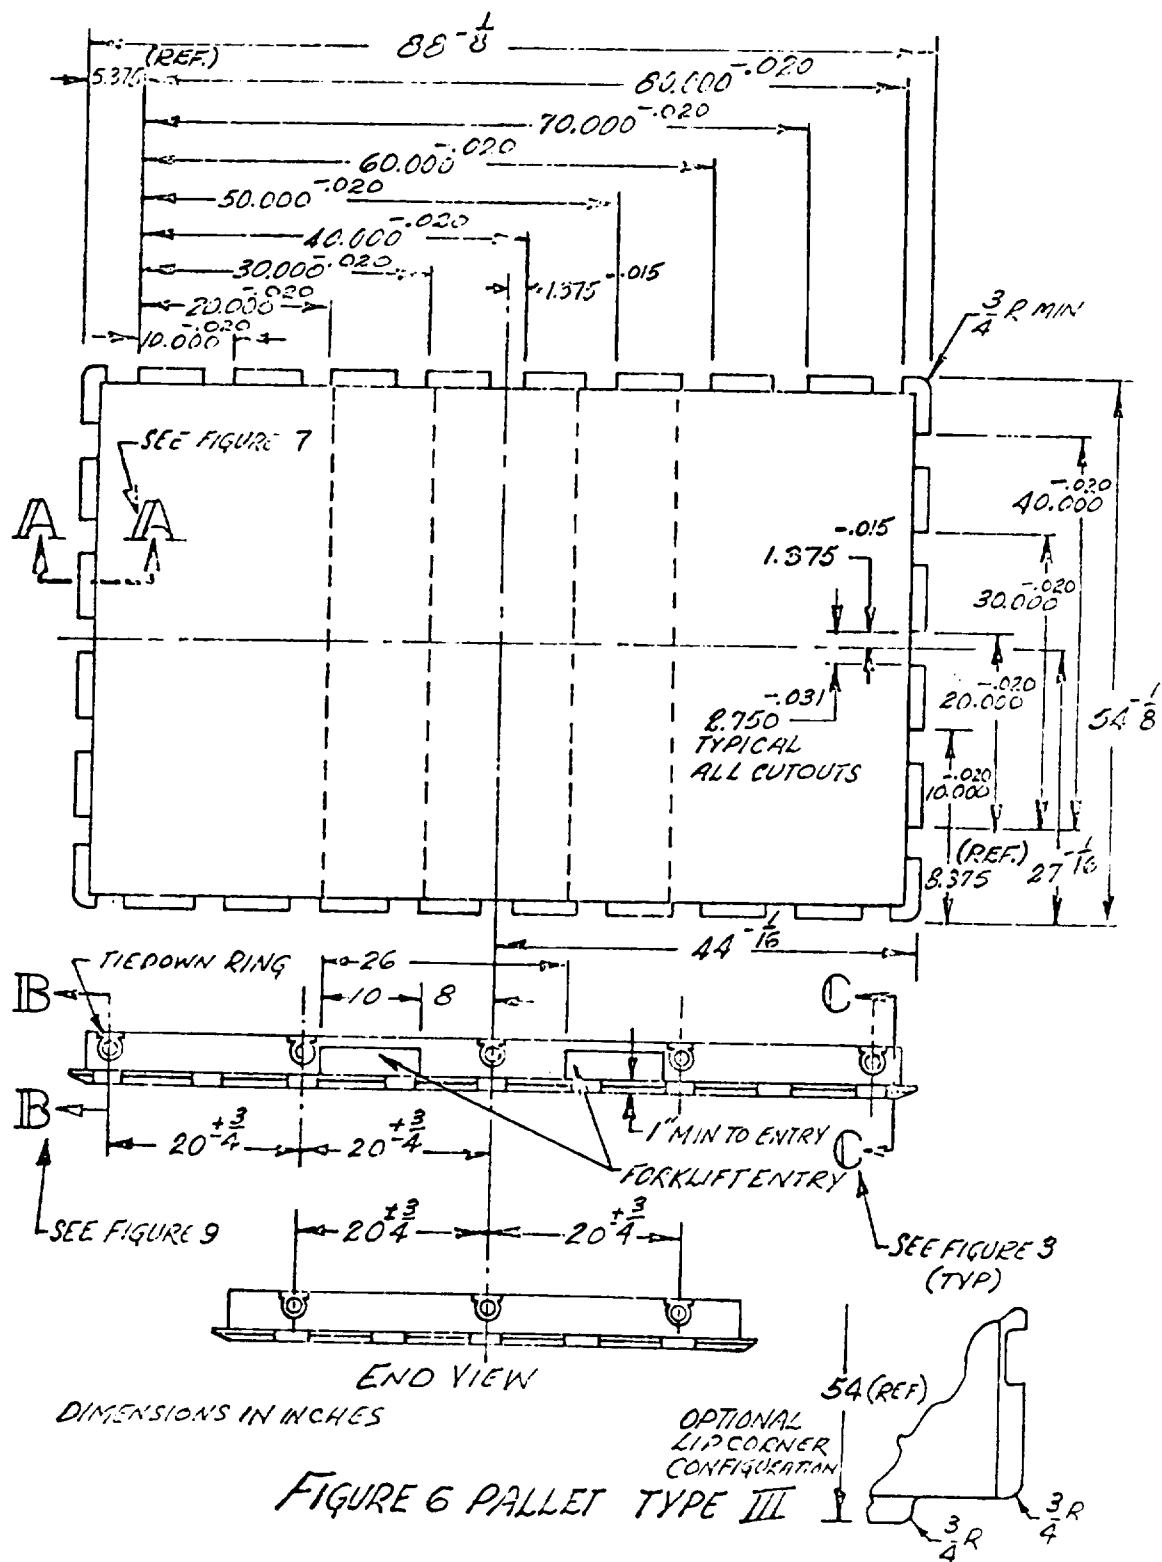 88 -1/8
(REF.)
5.375
80.000 -.020
70.000 -.020
60.000 -.020
50.000 -.020
40.000 -.020
30.000 -.020
1.375 -.015
20.000 -.020
10.000 -.020
3/4 R MIN
SEE FIGURE 7
A A
40.000 -.020
1.375 -.015
30.000 -.020
2.750 -.031
TYPICAL
ALL CUTOUTS
20.000 -.020
54 -1/8
10.000 -.020
(REF.)
8.375
27 -1/16
44 -1/16
TIEDOWN RING
26
B
10
8
C
B
20 ±3/4
20 ±3/4
1" MIN TO ENTRY
C
FORKLIFT ENTRY
SEE FIGURE 9
20 ±3/4
20 ±3/4
SEE FIGURE 3
(TYP)
END VIEW
DIMENSIONS IN INCHES
54 (REF)
OPTIONAL
LIP CORNER
CONFIGURATION
FIGURE 6 PALLET TYPE III
3/4 R
3/4 R